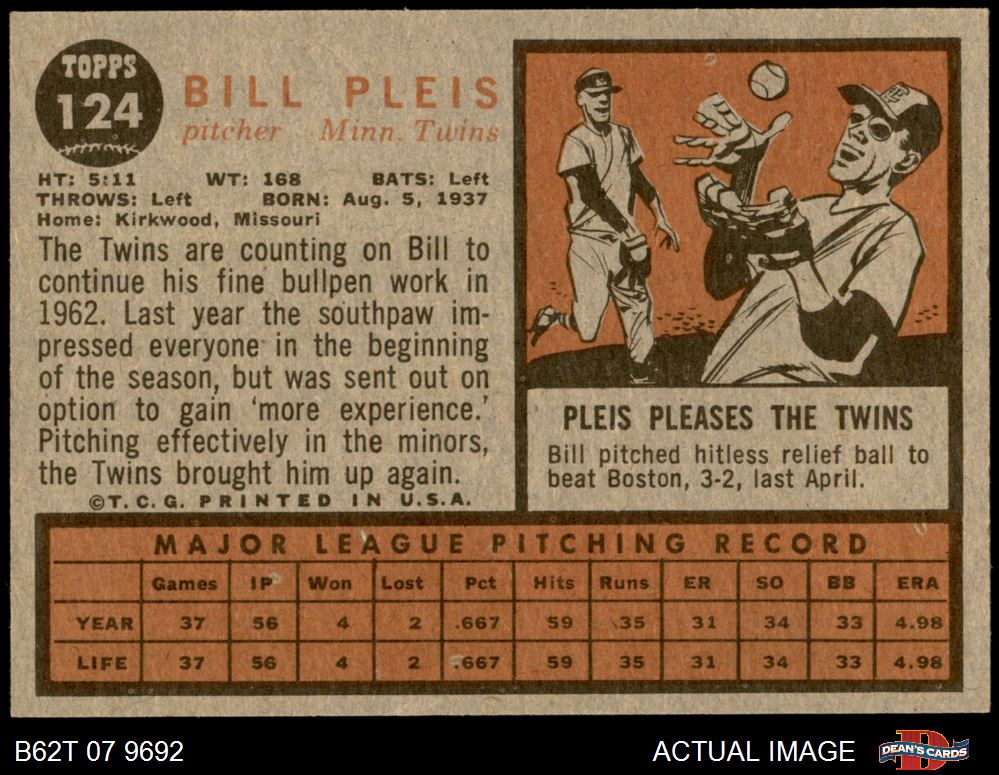 TOPPS
124
BILL PLEIS
pitcher Minn. Twins
HT: 5:11 WT: 168 BATS: Left
THROWS: Left BORN: Aug. 5, 1937
Home: Kirkwood, Missouri
The Twins are counting on Bill to
continue his fine bullpen work in
1962. Last year the southpaw im-
pressed everyone in the beginning
of the season, but was sent out on
option to gain 'more experience.'
Pitching effectively in the minors,
the Twins brought him up again.
©T.C.G. PRINTED IN U.S.A.
PLEIS PLEASES THE TWINS
Bill pitched hitless relief ball to
beat Boston, 3-2, last April.
MAJOR LEAGUE PITCHING RECORD
Games IP Won Lost Pct Hits Runs ER SO BB ERA
YEAR 37 56 4 2 .667 59 35 31 34 33 4.98
LIFE 37 56 4 2 .667 59 35 31 34 33 4.98
B62T 07 9692 ACTUAL IMAGE DEAN'S CARDS